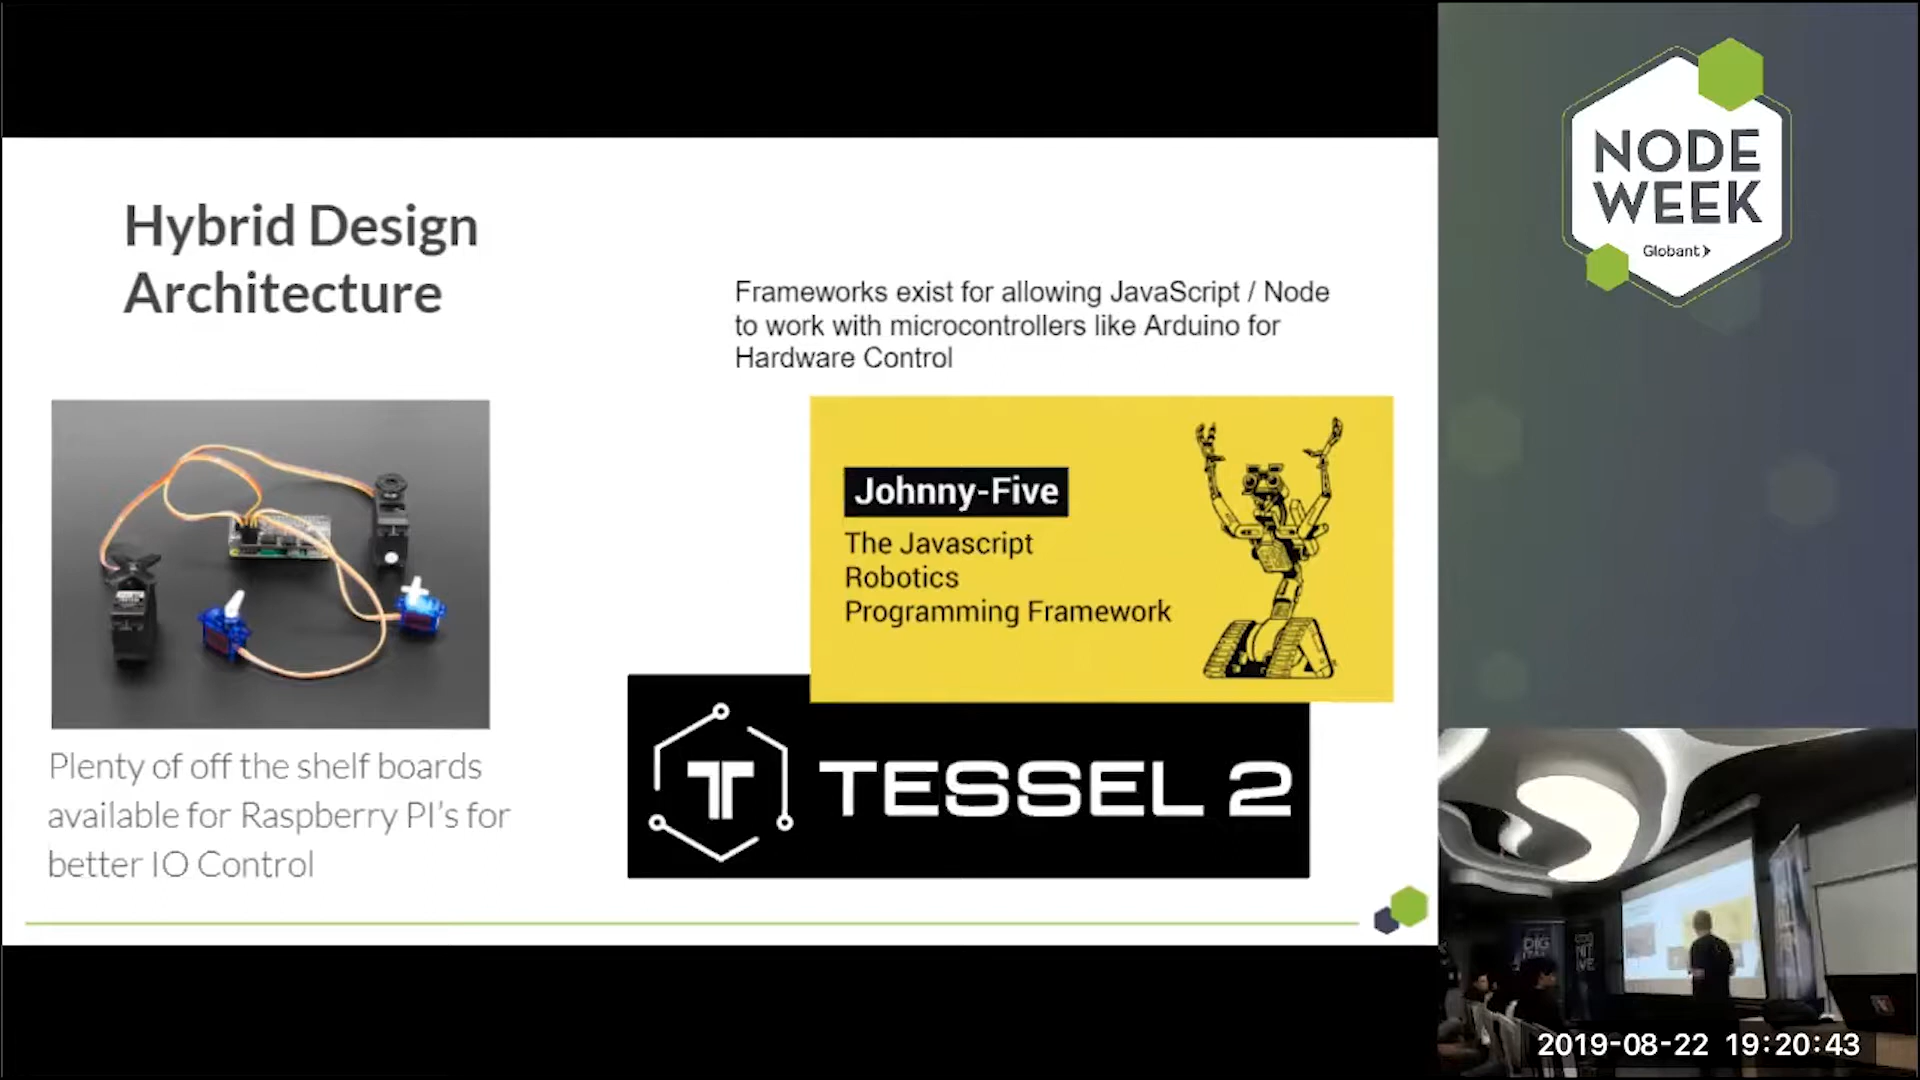 Hybrid Design
Architecture
Frameworks exist for allowing JavaScript / Node
to work with microcontrollers like Arduino for
Hardware Control
Johnny-Five
The Javascript
Robotics
Programming Framework
TESSEL 2
Plenty of off the shelf boards
available for Raspberry PI's for
better IO Control
NODE
WEEK
Globant
DIG
2019-08-22 19:20:43